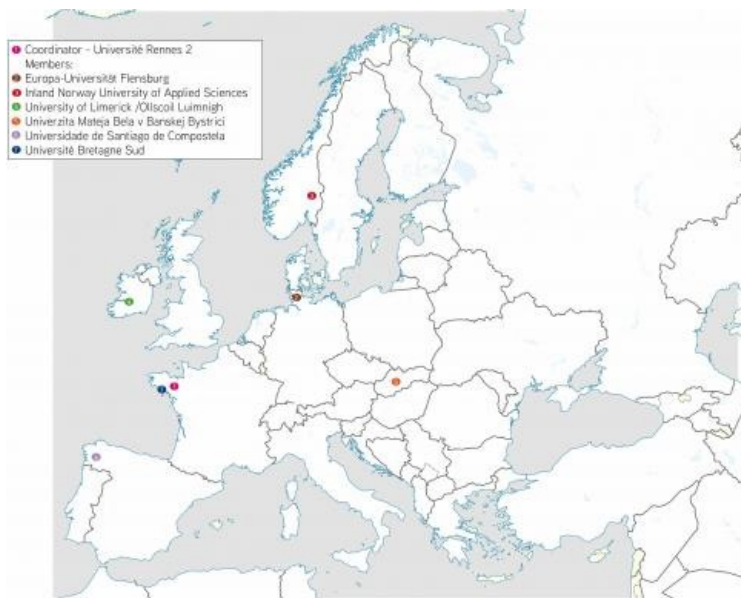 Coordinator - Université Rennes 2
Members:
Europa-Universität Flensburg
Inland Norway University of Applied Sciences
University of Limerick /Ollscoil Luimnigh
Univerzita Mateja Bela v Banskej Bystrici
Universidade de Santiago de Compostela
Université Bretagne Sud